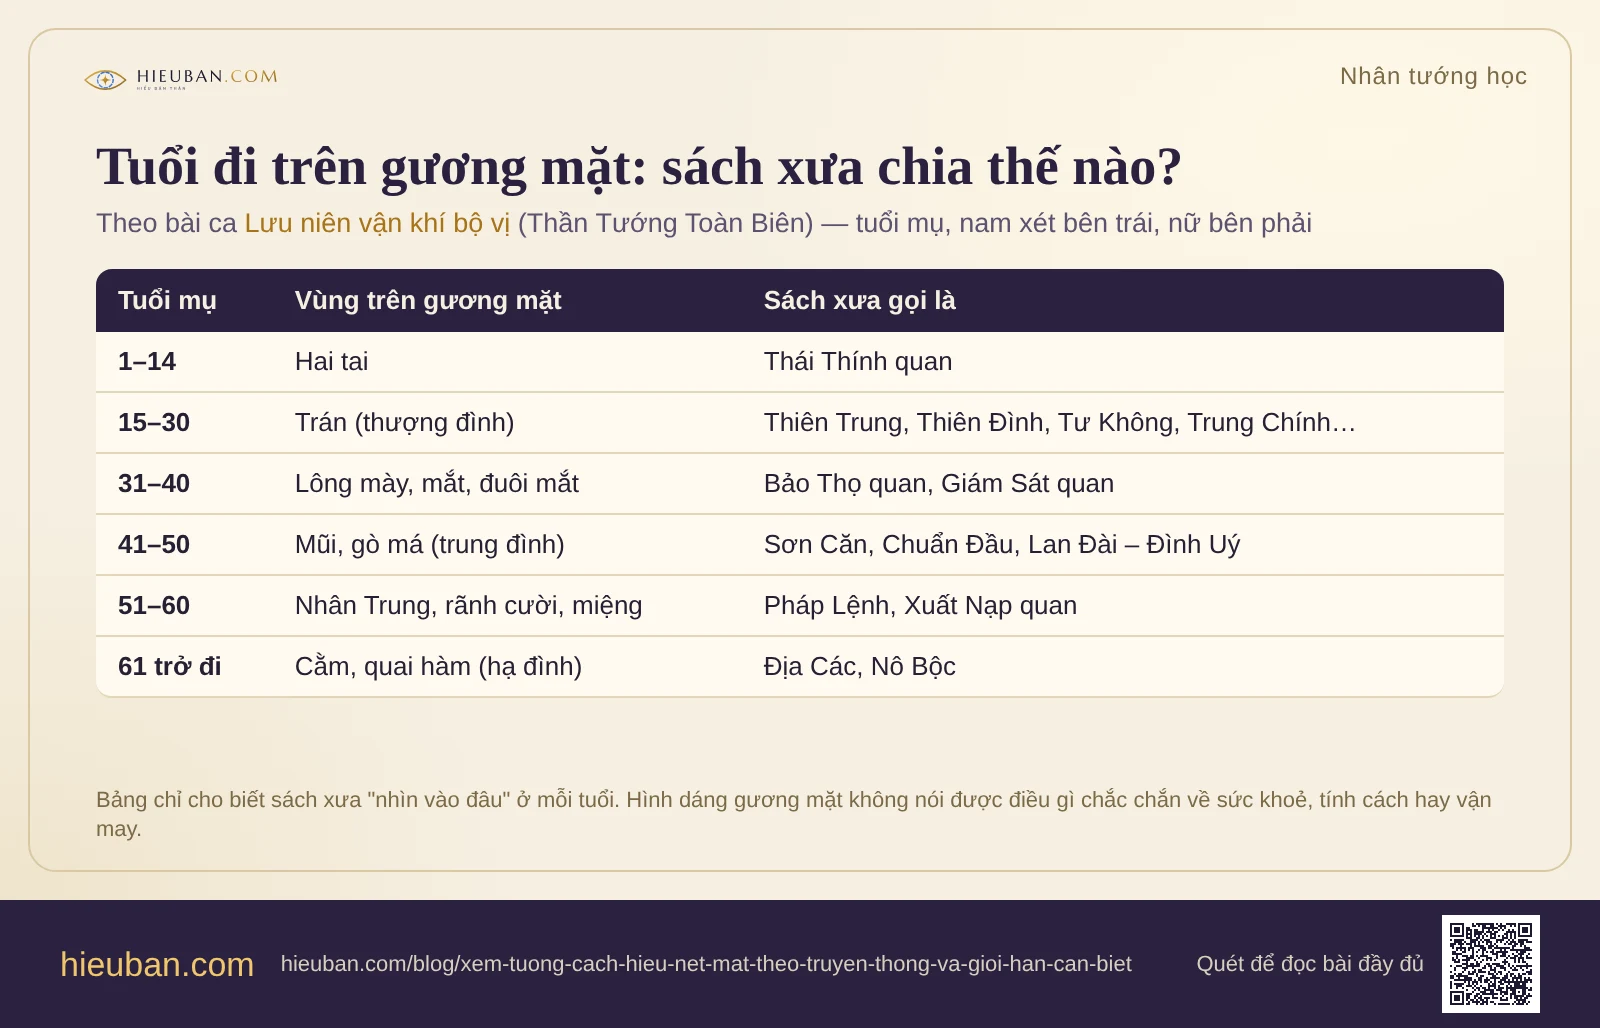 HIEUBAN.COM
HIỂU BẢN THÂN
Nhân tướng học
Tuổi đi trên gương mặt: sách xưa chia thế nào?
Theo bài ca Lưu niên vận khí bộ vị (Thần Tướng Toàn Biên) — tuổi mụ, nam xét bên trái, nữ bên phải
Tuổi mụ Vùng trên gương mặt Sách xưa gọi là
1–14 Hai tai Thái Thính quan
15–30 Trán (thượng đình) Thiên Trung, Thiên Đình, Tư Không, Trung Chính…
31–40 Lông mày, mắt, đuôi mắt Bảo Thọ quan, Giám Sát quan
41–50 Mũi, gò má (trung đình) Sơn Căn, Chuẩn Đầu, Lan Đài – Đình Uý
51–60 Nhân Trung, rãnh cười, miệng Pháp Lệnh, Xuất Nạp quan
61 trở đi Cằm, quai hàm (hạ đình) Địa Các, Nô Bộc
Bảng chỉ cho biết sách xưa "nhìn vào đâu" ở mỗi tuổi. Hình dáng gương mặt không nói được điều gì chắc chắn về sức khoẻ, tính cách hay vận
may.
hieuban.com hieuban.com/blog/xem-tuong-cach-hieu-net-mat-theo-truyen-thong-va-gioi-han-can-biet Quét để đọc bài đầy đủ